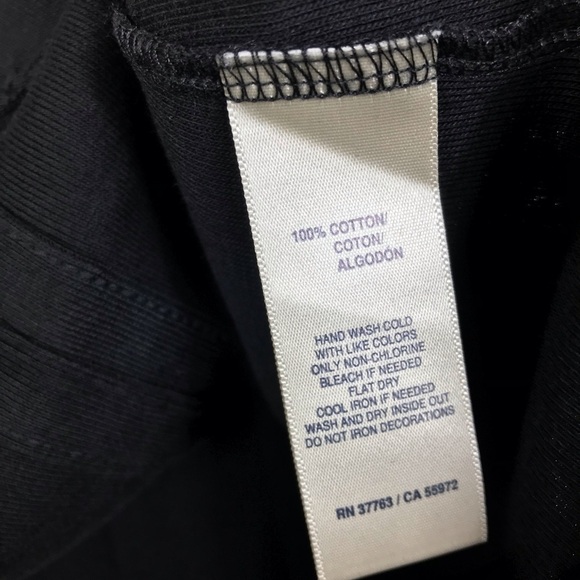 100% COTTON/
COTON/
ALGODÓN
HAND WASH COLD
WITH LIKE COLORS
ONLY NON-CHLORINE
BLEACH IF NEEDED
FLAT DRY
COOL IRON IF NEEDED
WASH AND DRY INSIDE OUT
DO NOT IRON DECORATIONS
RN 37763 / CA 55972